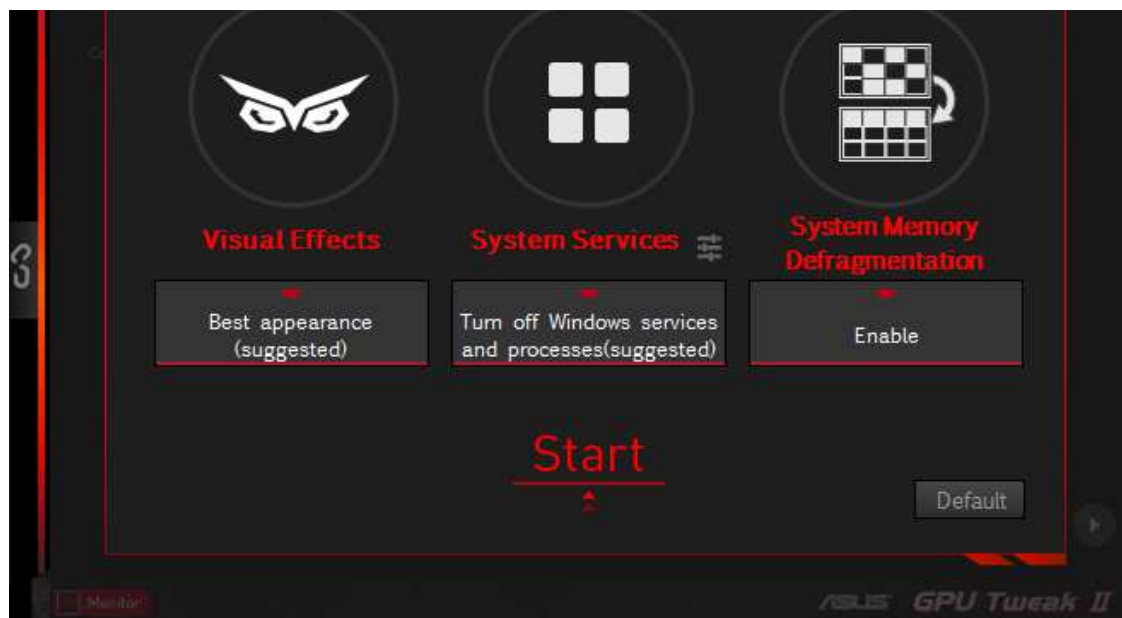 Visual Effects
System Services
System Memory
Defragmentation
Best appearance
(suggested)
Turn off Windows services
and processes(suggested)
Enable
Start
Default
Monitor
ASUS GPU Tweak II